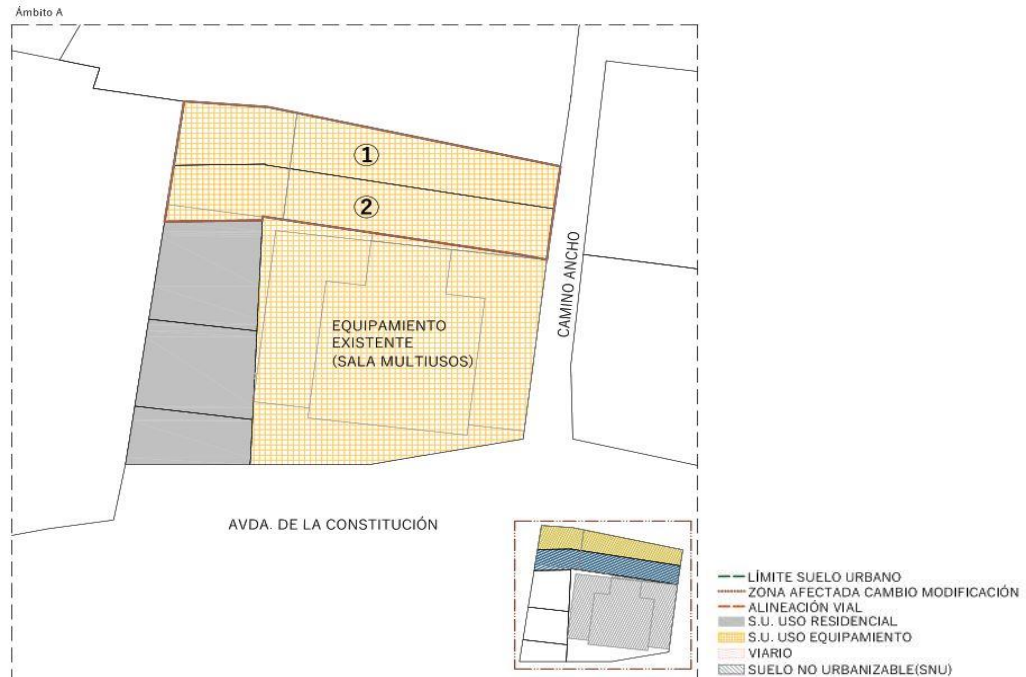 Ámbito A
1
2
CAMINO ANCHO
EQUIPAMIENTO
EXISTENTE
(SALA MULTIUSOS)
AVDA. DE LA CONSTITUCIÓN
LÍMITE SUELO URBANO
ZONA AFECTADA CAMBIO MODIFICACIÓN
ALINEACIÓN VIAL
S.U. USO RESIDENCIAL
S.U. USO EQUIPAMIENTO
VIARIO
SUELO NO URBANIZABLE(SNU)